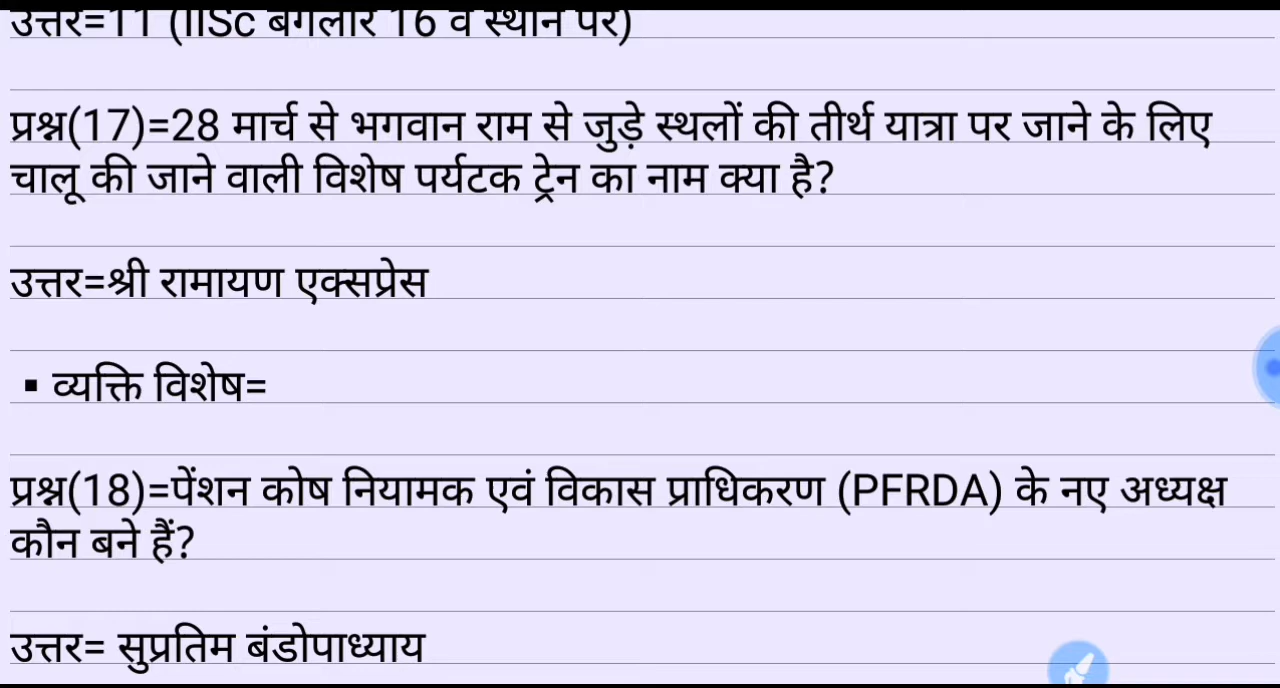 उत्तर=11 (IISc बेंगलोर 16 वे स्थान पर)
प्रश्न(17)=28 मार्च से भगवान राम से जुड़े स्थलों की तीर्थ यात्रा पर जाने के लिए
चालू की जाने वाली विशेष पर्यटक ट्रेन का नाम क्या है?
उत्तर=श्री रामायण एक्सप्रेस
▪ व्यक्ति विशेष=
प्रश्न(18)=पेंशन कोष नियामक एवं विकास प्राधिकरण (PFRDA) के नए अध्यक्ष
कौन बने हैं?
उत्तर= सुप्रतिम बंडोपाध्याय